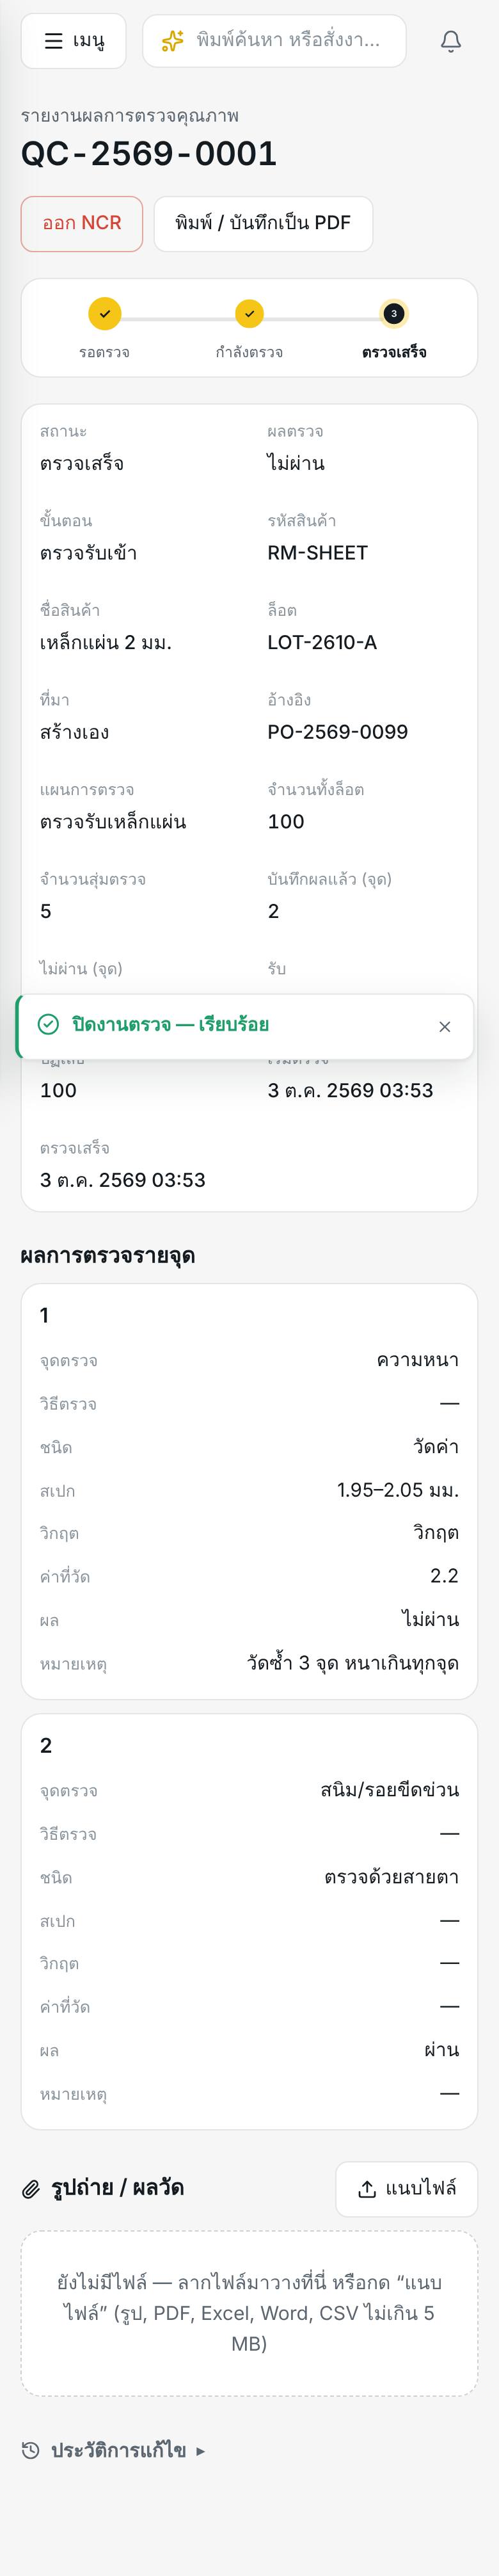 เมนู
พิมพ์ค้นหา หรือสั่งงา...
รายงานผลการตรวจคุณภาพ
QC-2569-0001
ออก NCR
พิมพ์ / บันทึกเป็น PDF
3
รอตรวจ
กำลังตรวจ
ตรวจเสร็จ
สถานะ
ผลตรวจ
ตรวจเสร็จ
ไม่ผ่าน
ขั้นตอน
รหัสสินค้า
ตรวจรับเข้า
RM-SHEET
ชื่อสินค้า
ล็อต
เหล็กแผ่น 2 มม.
LOT-2610-A
ที่มา
อ้างอิง
สร้างเอง
PO-2569-0099
แผนการตรวจ
จำนวนทั้งล็อต
ตรวจรับเหล็กแผ่น
100
จำนวนสุ่มตรวจ
บันทึกผลแล้ว (จุด)
5
2
ไม่ผ่าน (จุด)
รับ
ปิดงานตรวจ — เรียบร้อย
100
3 ต.ค. 2569 03:53
ตรวจเสร็จ
3 ต.ค. 2569 03:53
ผลการตรวจรายจุด
1
จุดตรวจ ความหนา
วิธีตรวจ —
ชนิด วัดค่า
สเปก 1.95–2.05 มม.
วิกฤต วิกฤต
ค่าที่วัด 2.2
ผล ไม่ผ่าน
หมายเหตุ วัดซ้ำ 3 จุด หนาเกินทุกจุด
2
จุดตรวจ สนิม/รอยขีดข่วน
วิธีตรวจ —
ชนิด ตรวจด้วยสายตา
สเปก —
วิกฤต —
ค่าที่วัด —
ผล ผ่าน
หมายเหตุ —
รูปถ่าย / ผลวัด
แนบไฟล์
ยังไม่มีไฟล์ — ลากไฟล์มาวางที่นี่ หรือกด “แนบ
ไฟล์” (รูป, PDF, Excel, Word, CSV ไม่เกิน 5
MB)
ประวัติการแก้ไข ▸